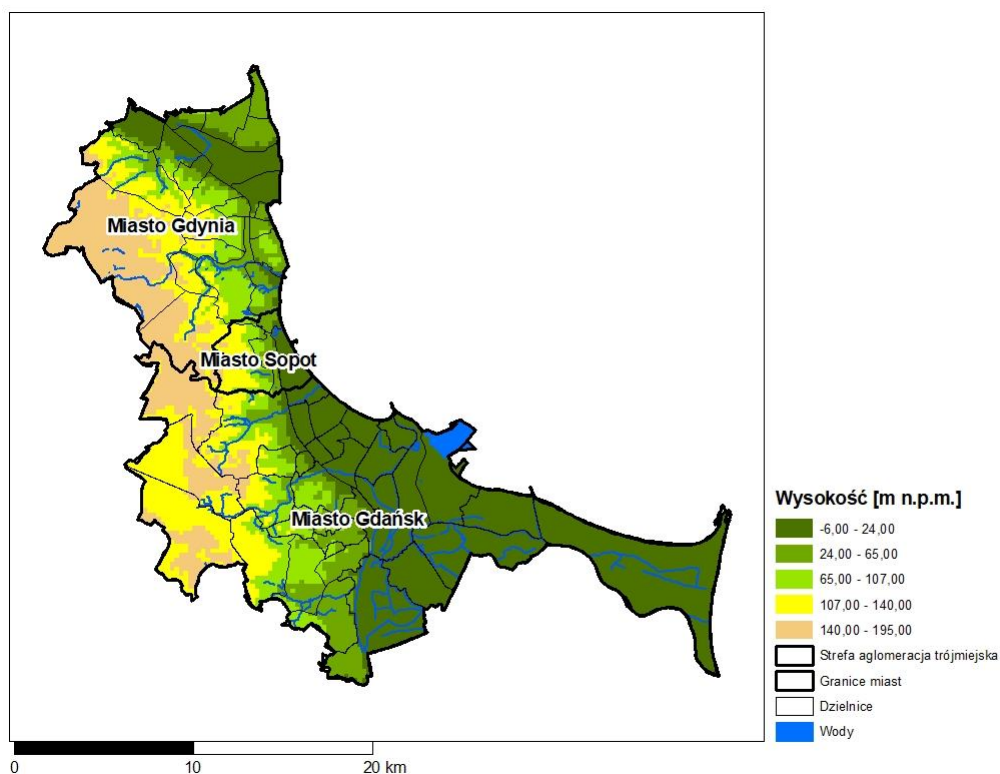 Miasto Gdynia
Miasto Sopot
Miasto Gdańsk
Wysokość [m n.p.m.]
-6,00 - 24,00
24,00 - 65,00
65,00 - 107,00
107,00 - 140,00
140,00 - 195,00
Strefa aglomeracja trójmiejska
Granice miast
Dzielnice
Wody
0 10 20 km